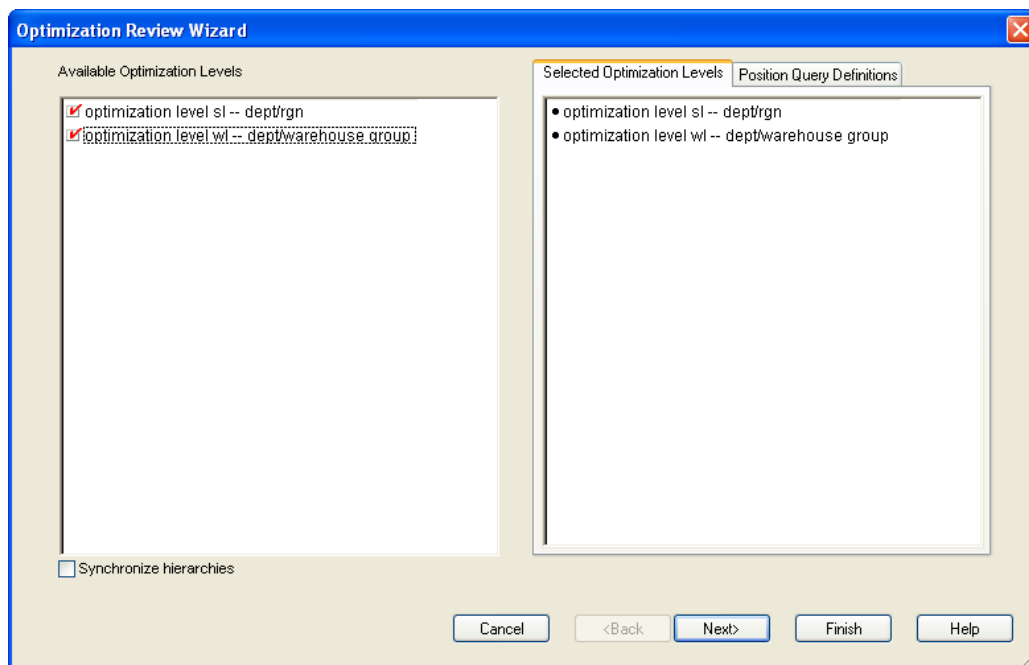 Optimization Review Wizard
Available Optimization Levels
optimization level sl -- dept/rgn
optimization level wl -- dept/warehouse group
Synchronize hierarchies
Selected Optimization Levels
Position Query Definitions
• optimization level sl -- dept/rgn
• optimization level wl -- dept/warehouse group
Cancel
<Back
Next>
Finish
Help